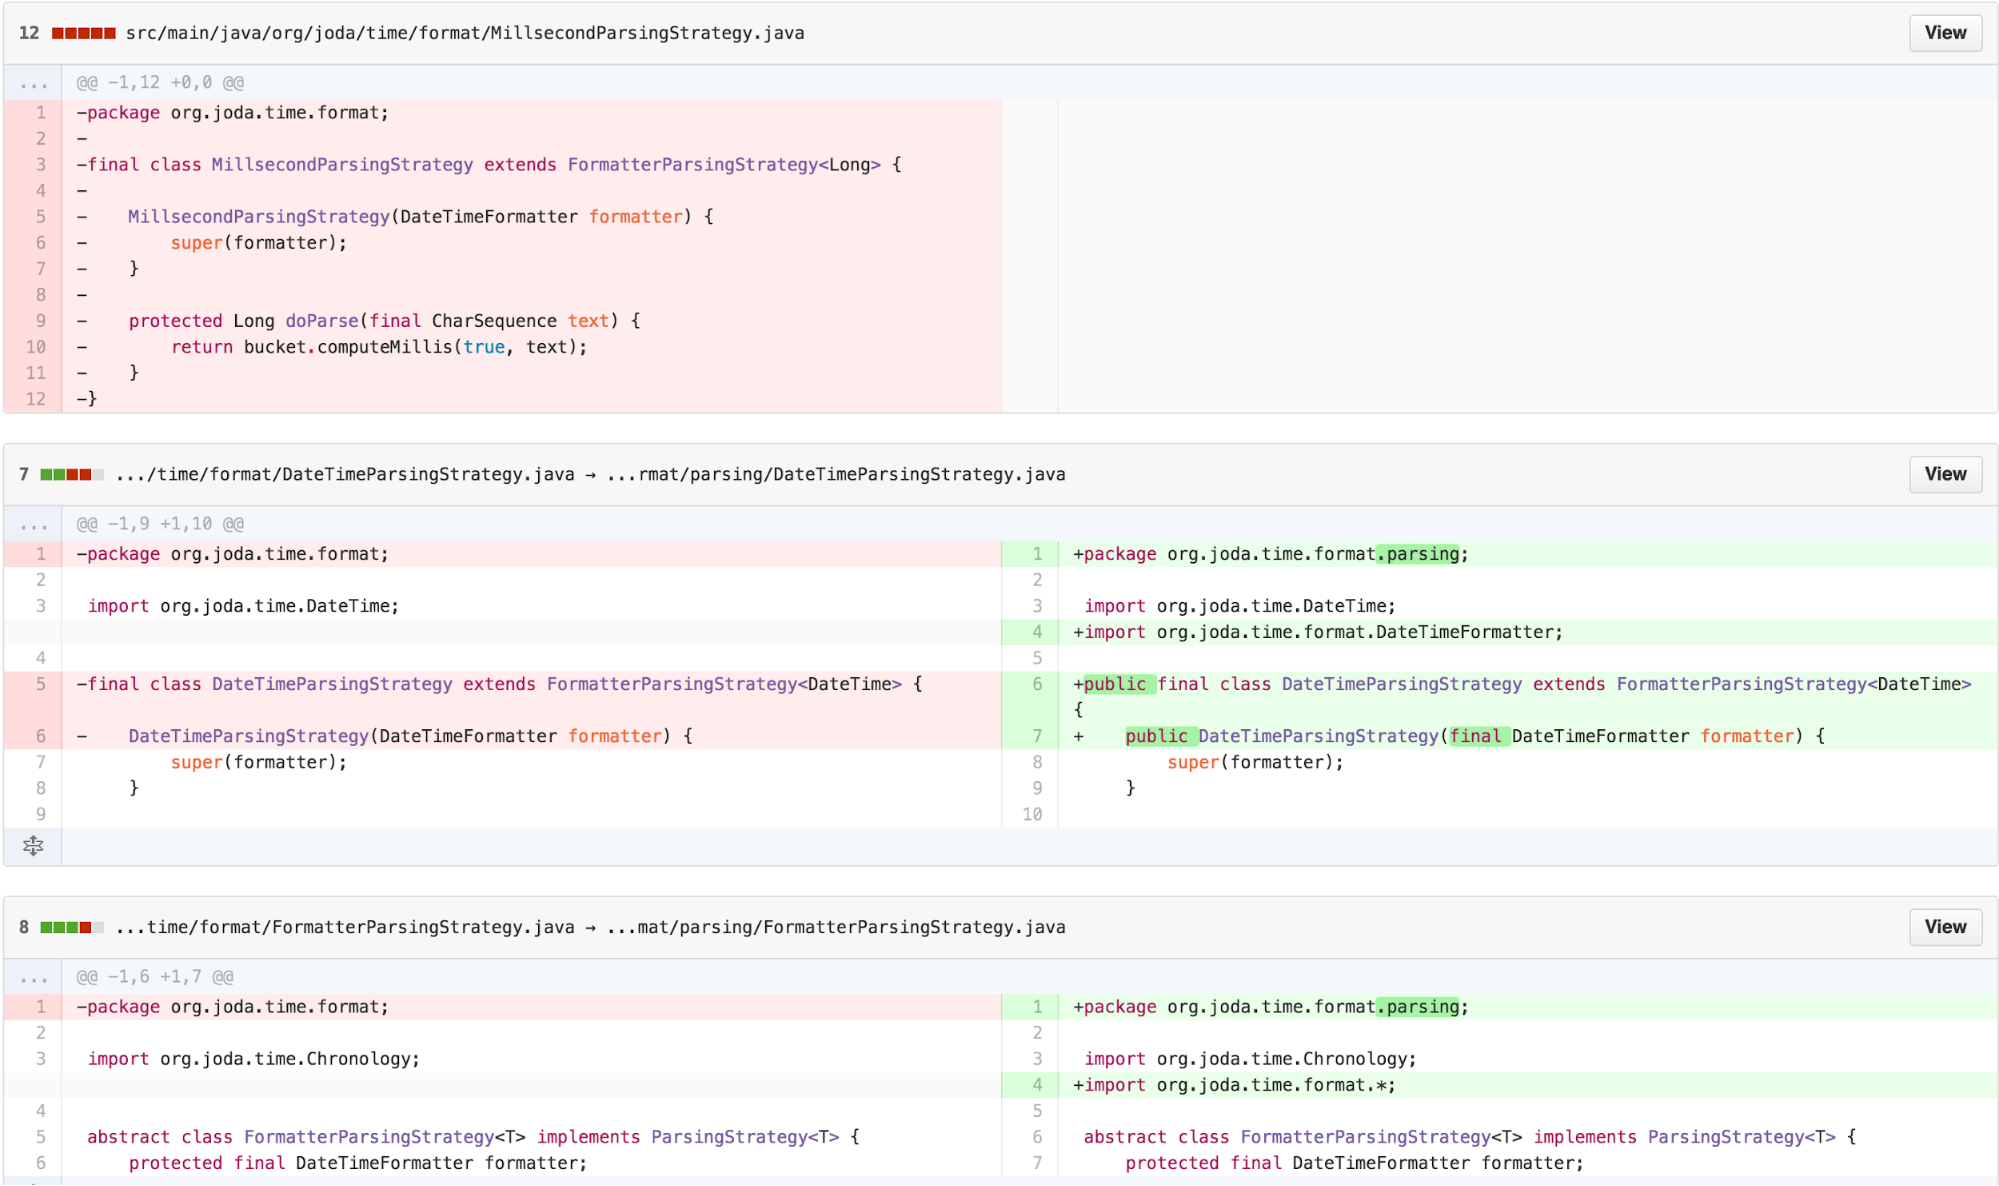 12 src/main/java/org/joda/time/format/MillsecondParsingStrategy.java View
... @@ -1,12 +0,0 @@
1 -package org.joda.time.format;
2 -
3 -final class MillsecondParsingStrategy extends FormatterParsingStrategy<Long> {
4 -
5 - MillsecondParsingStrategy(DateTimeFormatter formatter) {
6 - super(formatter);
7 - }
8 -
9 - protected Long doParse(final CharSequence text) {
10 - return bucket.computeMillis(true, text);
11 - }
12 -}
7 .../time/format/DateTimeParsingStrategy.java → ...rmat/parsing/DateTimeParsingStrategy.java View
... @@ -1,9 +1,10 @@
1 -package org.joda.time.format; 1 +package org.joda.time.format.parsing;
2 2
3 import org.joda.time.DateTime; 3 import org.joda.time.DateTime;
4 +import org.joda.time.format.DateTimeFormatter;
4 5
5 -final class DateTimeParsingStrategy extends FormatterParsingStrategy<DateTime> { 6 +public final class DateTimeParsingStrategy extends FormatterParsingStrategy<DateTime>
{
6 - DateTimeParsingStrategy(DateTimeFormatter formatter) { 7 + public DateTimeParsingStrategy(final DateTimeFormatter formatter) {
7 super(formatter); 8 super(formatter);
8 } 9 }
9 10
8 ...time/format/FormatterParsingStrategy.java → ...mat/parsing/FormatterParsingStrategy.java View
... @@ -1,6 +1,7 @@
1 -package org.joda.time.format; 1 +package org.joda.time.format.parsing;
2 2
3 import org.joda.time.Chronology; 3 import org.joda.time.Chronology;
4 +import org.joda.time.format.*;
4 5
5 abstract class FormatterParsingStrategy<T> implements ParsingStrategy<T> { 6 abstract class FormatterParsingStrategy<T> implements ParsingStrategy<T> {
6 protected final DateTimeFormatter formatter; 7 protected final DateTimeFormatter formatter;